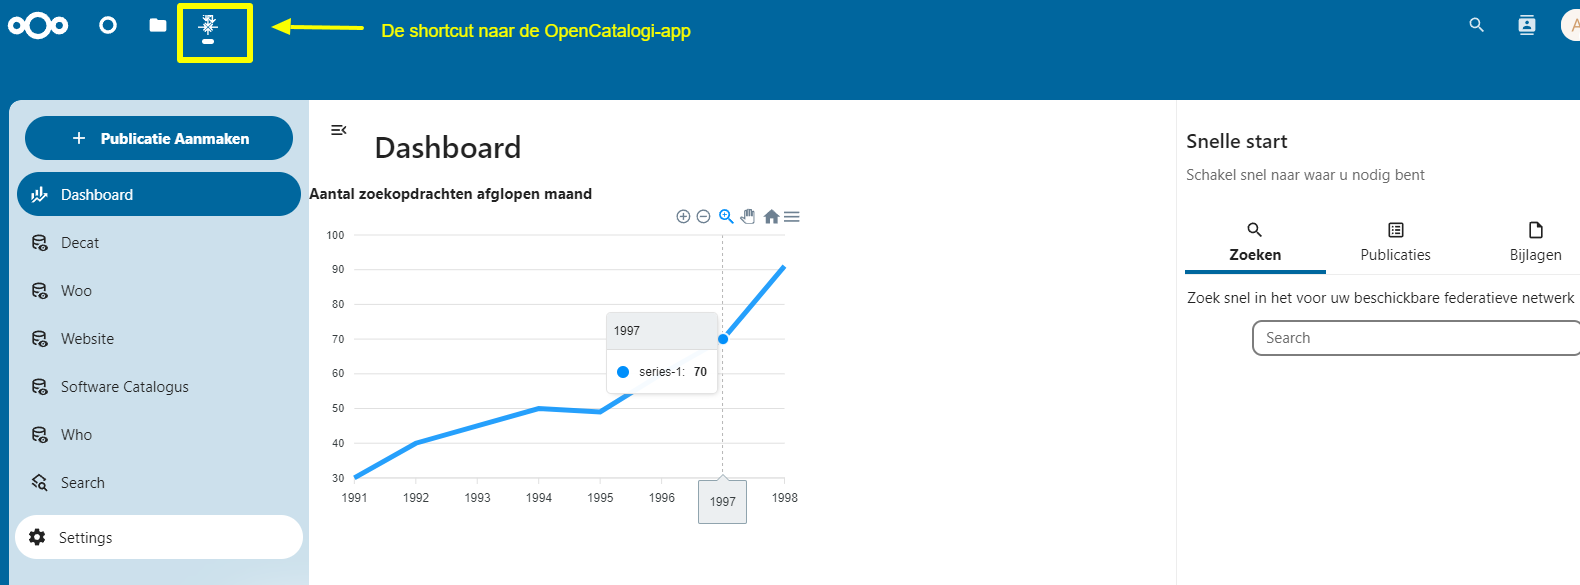 De shortcut naar de OpenCatalogi-app
A
+ Publicatie Aanmaken
Dashboard
Decat
Woo
Website
Software Catalogus
Who
Search
Settings
Dashboard
Aantal zoekopdrachten afglopen maand
100
90
80
70
60
50
40
30
1997
series-1: 70
1991 1992 1993 1994 1995 1996 1997 1998
Snelle start
Schakel snel naar waar u nodig bent
Zoeken Publicaties Bijlagen
Zoek snel in het voor uw beschickbare federatieve netwerk
Search